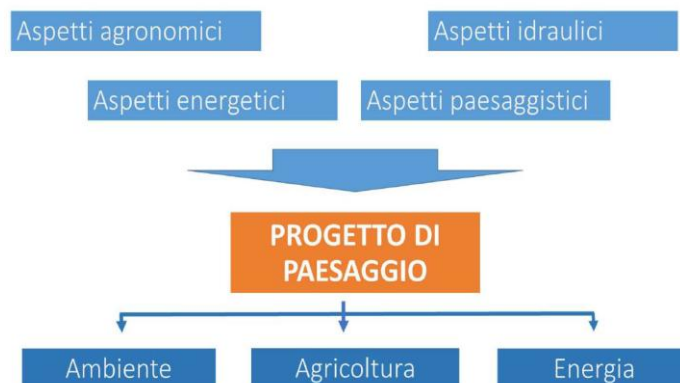 Aspetti agronomici
Aspetti idraulici
Aspetti energetici
Aspetti paesaggistici
PROGETTO DI
PAESAGGIO
Ambiente
Agricoltura
Energia